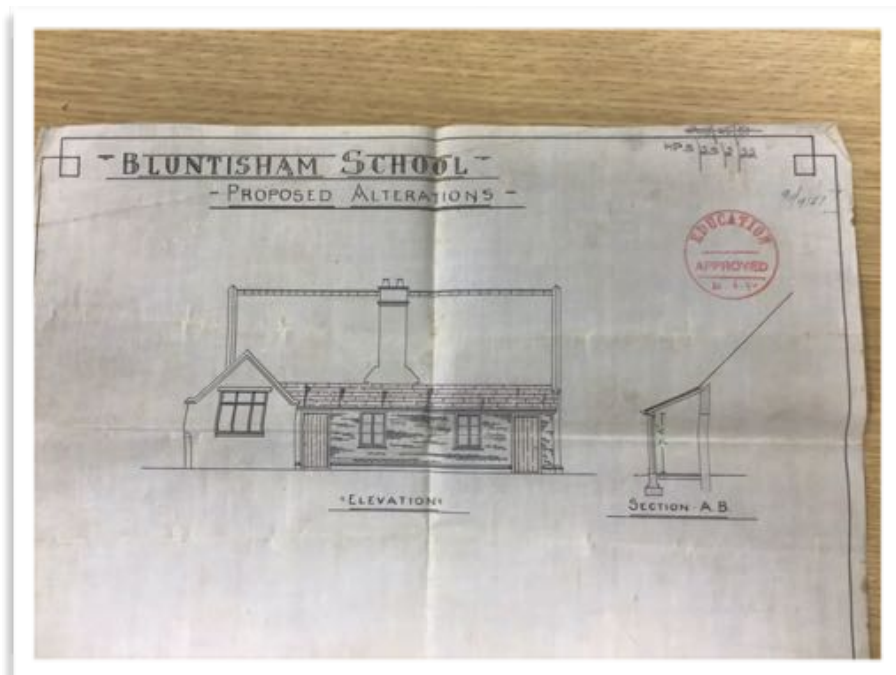 BLUNTISHAM SCHOOL
- PROPOSED ALTERATIONS -
EDUCATION
APPROVED
ELEVATION
SECTION A.B.